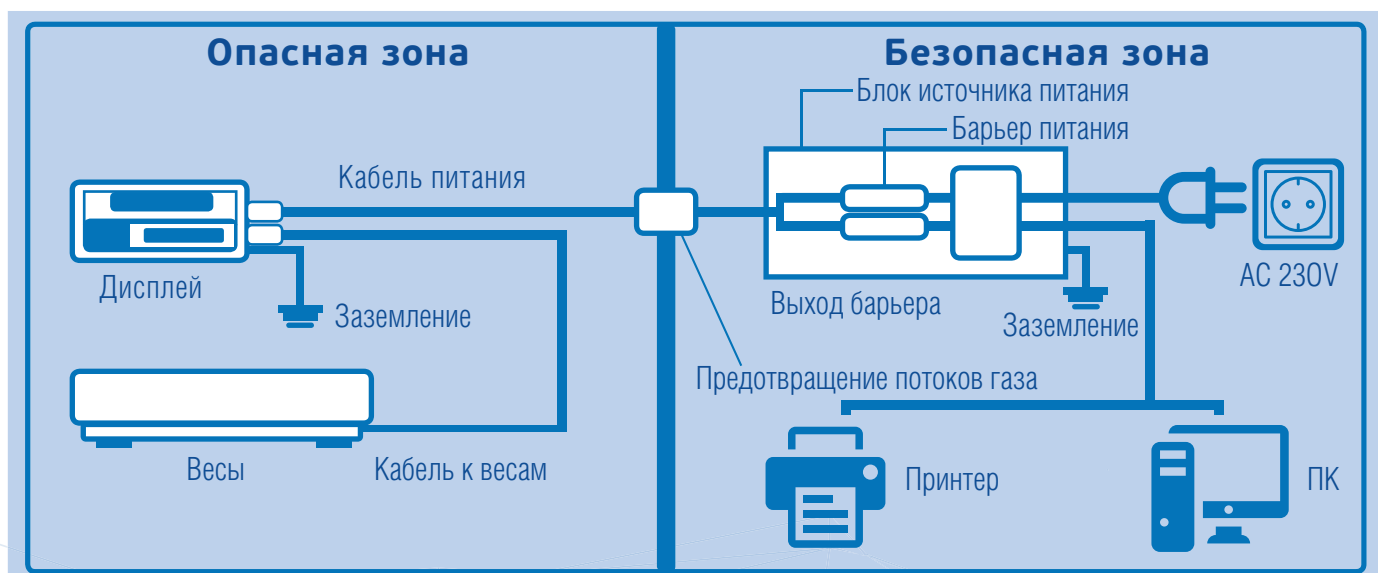 Опасная зона
Безопасная зона
Блок источника питания
Барьер питания
Кабель питания
Дисплей
Заземление
Выход барьера
Заземление
AC 230V
Предотвращение потоков газа
Весы
Кабель к весам
Принтер
ПК